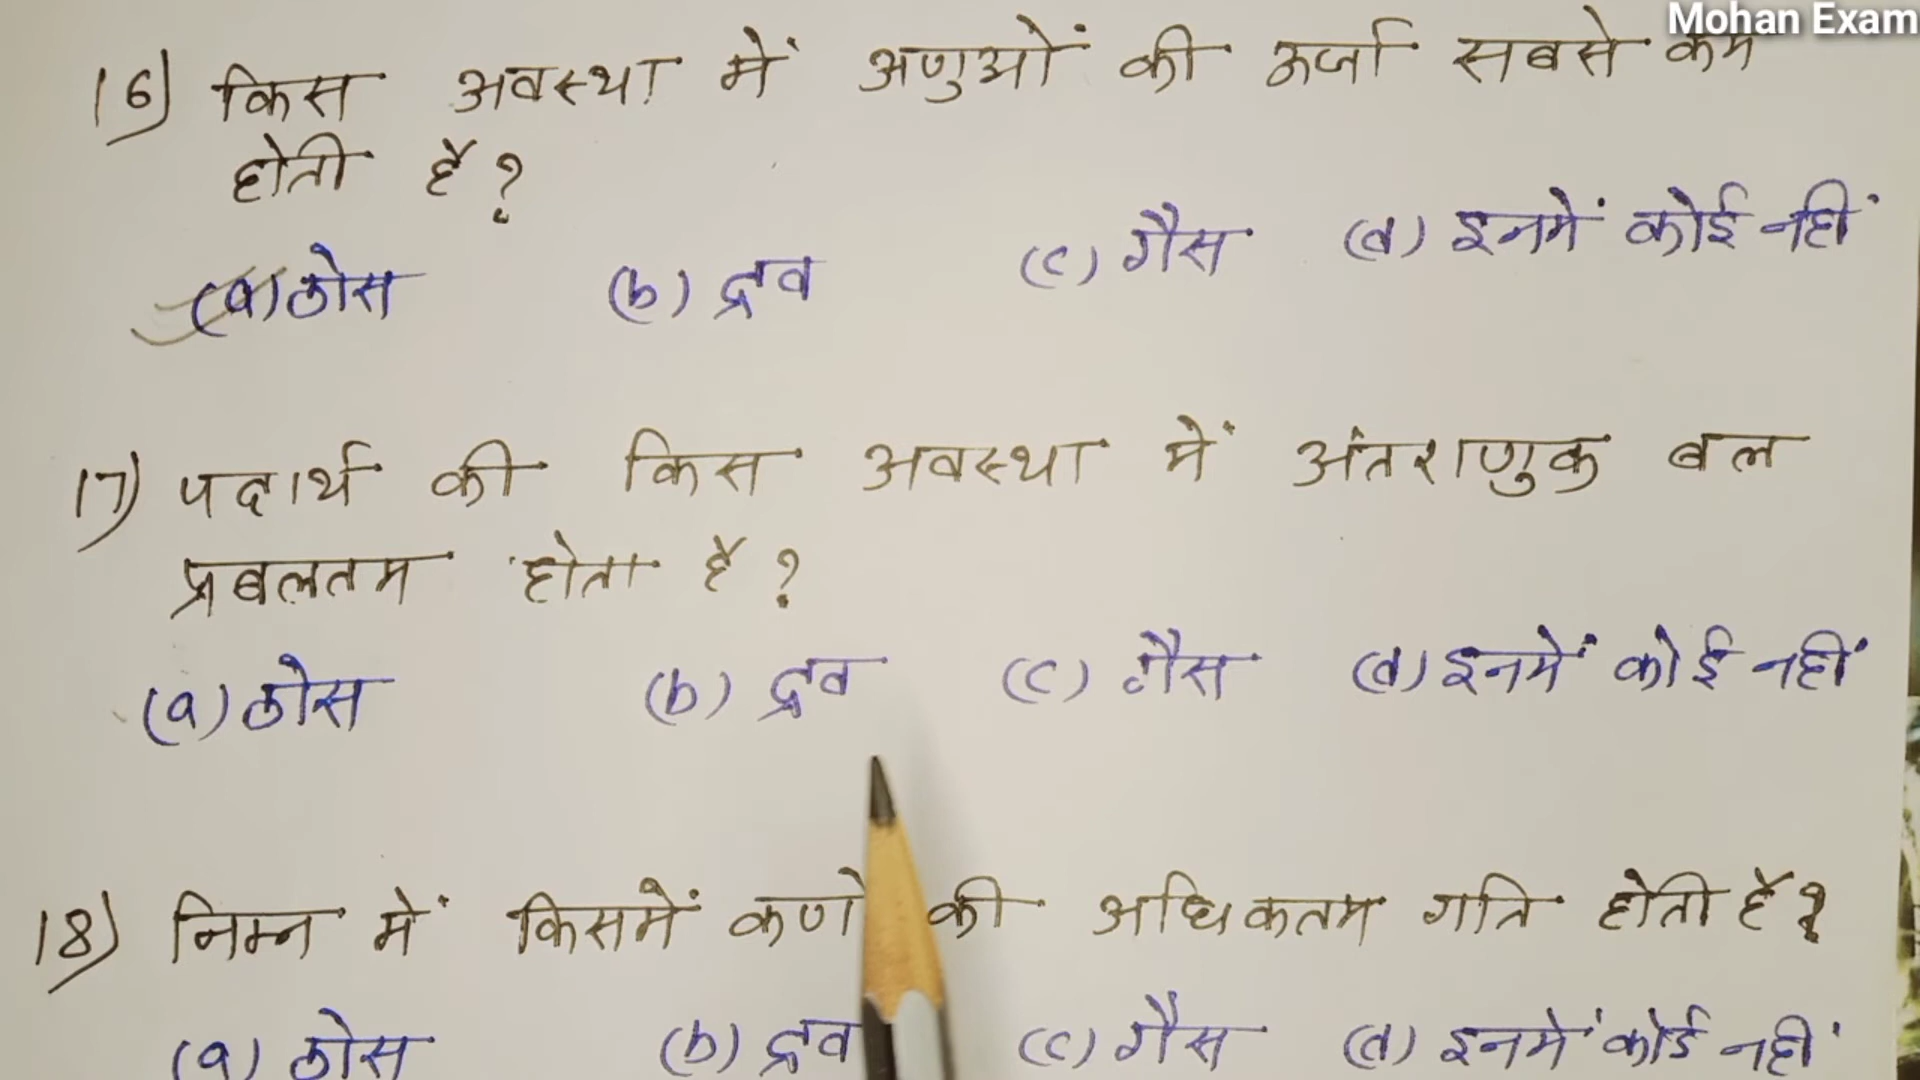 Mohan Exam
16) किस अवस्था में अणुओं की ऊर्जा सबसे कम
होती है?
(a) ठोस (b) द्रव (c) गैस (d) इनमें कोई नहीं
17) पदार्थ की किस अवस्था में अंतराणुक बल
प्रबलतम होता है?
(a) ठोस (b) द्रव (c) गैस (d) इनमें कोई नहीं
18) निम्न में किसमें की अधिकतम गति होती है?
(a) ठोस (b) द्रव (c) गैस (d) इनमें कोई नहीं